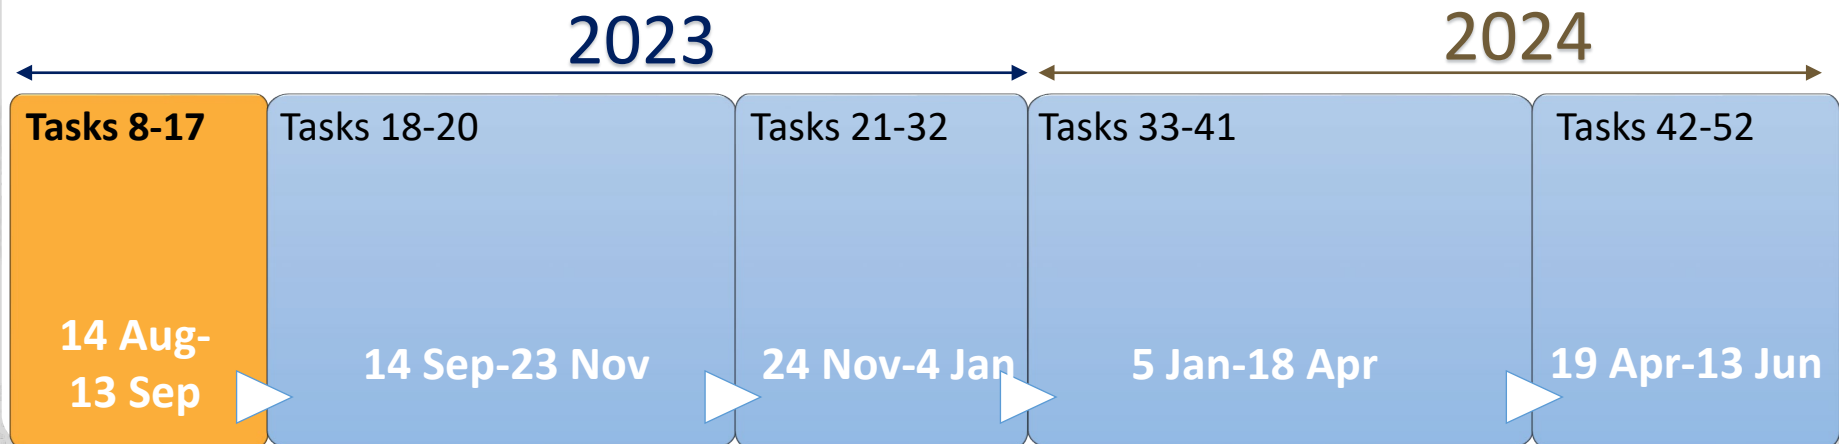 2023
2024
Tasks 8-17
Tasks 18-20
Tasks 21-32
Tasks 33-41
Tasks 42-52
14 Aug-
13 Sep
14 Sep-23 Nov
24 Nov-4 Jan
5 Jan-18 Apr
19 Apr-13 Jun